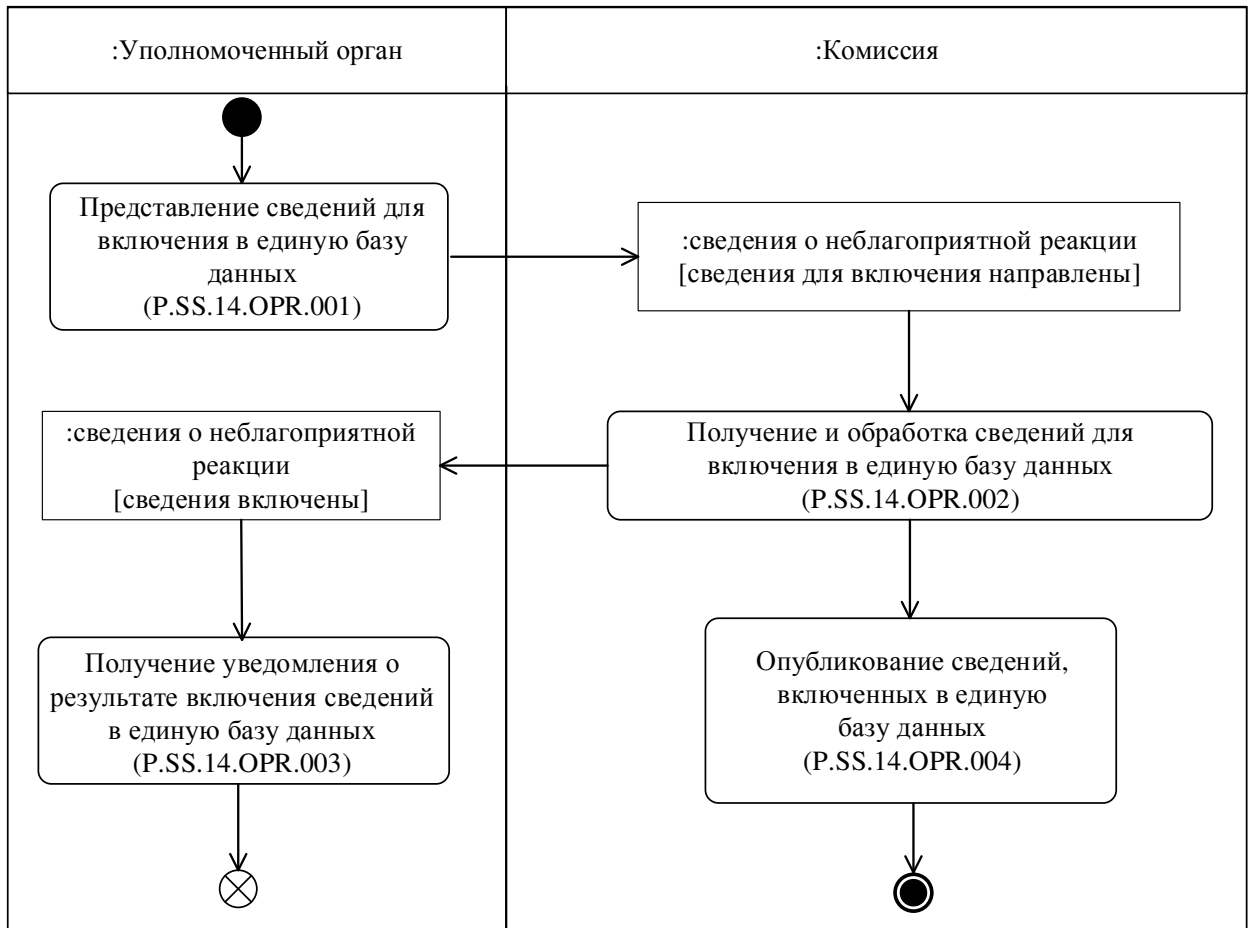 :Уполномоченный орган
:Комиссия
Представление сведений для
включения в единую базу
данных
(P.SS.14.OPR.001)
:сведения о неблагоприятной реакции
[сведения для включения направлены]
:сведения о неблагоприятной
реакции
[сведения включены]
Получение и обработка сведений для
включения в единую базу данных
(P.SS.14.OPR.002)
Получение уведомления о
результате включения сведений
в единую базу данных
(P.SS.14.OPR.003)
Опубликование сведений,
включенных в единую
базу данных
(P.SS.14.OPR.004)